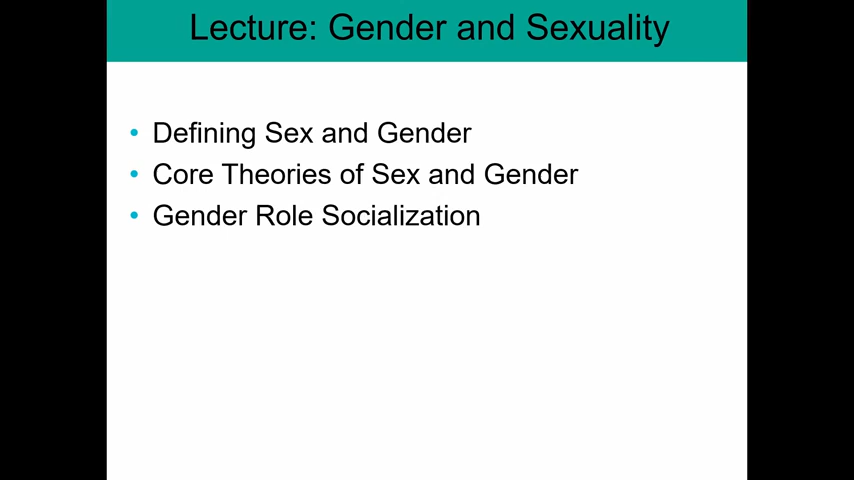 Lecture: Gender and Sexuality
• Defining Sex and Gender
• Core Theories of Sex and Gender
• Gender Role Socialization